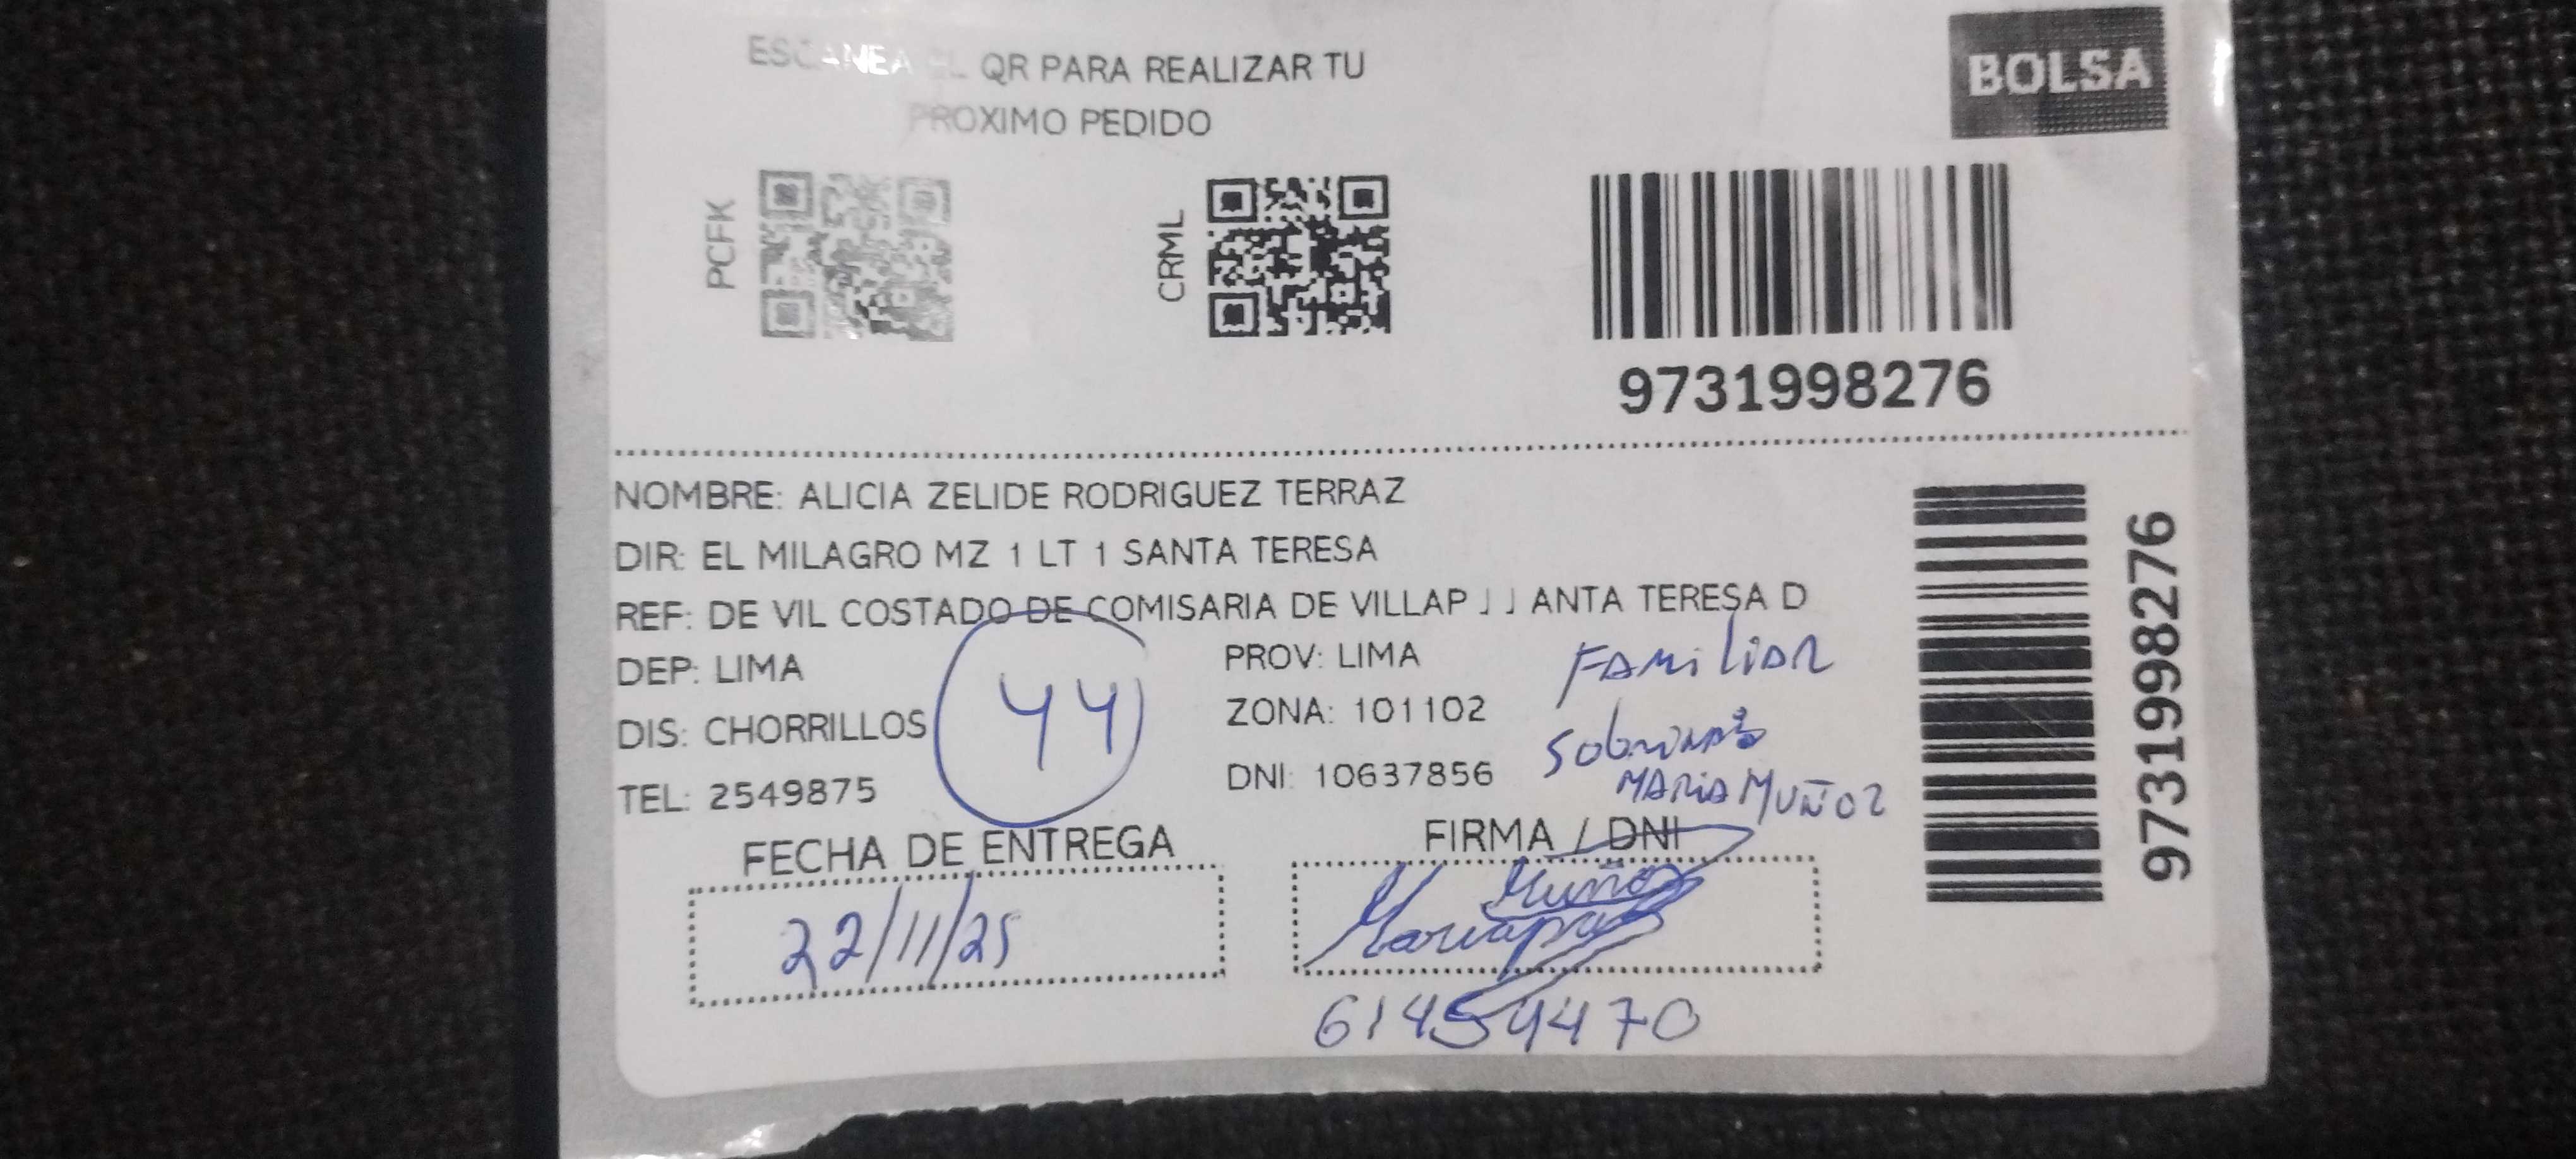 ESCANEA EL QR PARA REALIZAR TU
PROXIMO PEDIDO
BOLSA
PCFK
CRML
9731998276
NOMBRE: ALICIA ZELIDE RODRIGUEZ TERRAZ
DIR: EL MILAGRO MZ 1 LT 1 SANTA TERESA
REF: DE VIL COSTADO DE COMISARIA DE VILLAP J J ANTA TERESA D
DEP: LIMA
PROV: LIMA
FAMiliAR
DIS: CHORRILLOS
44
ZONA: 101102
TEL: 2549875
DNI: 10637856
MARiA MUÑOZ
9731998276
FECHA DE ENTREGA
FIRMA / DNI
22/11/25
Muñoz
61454470